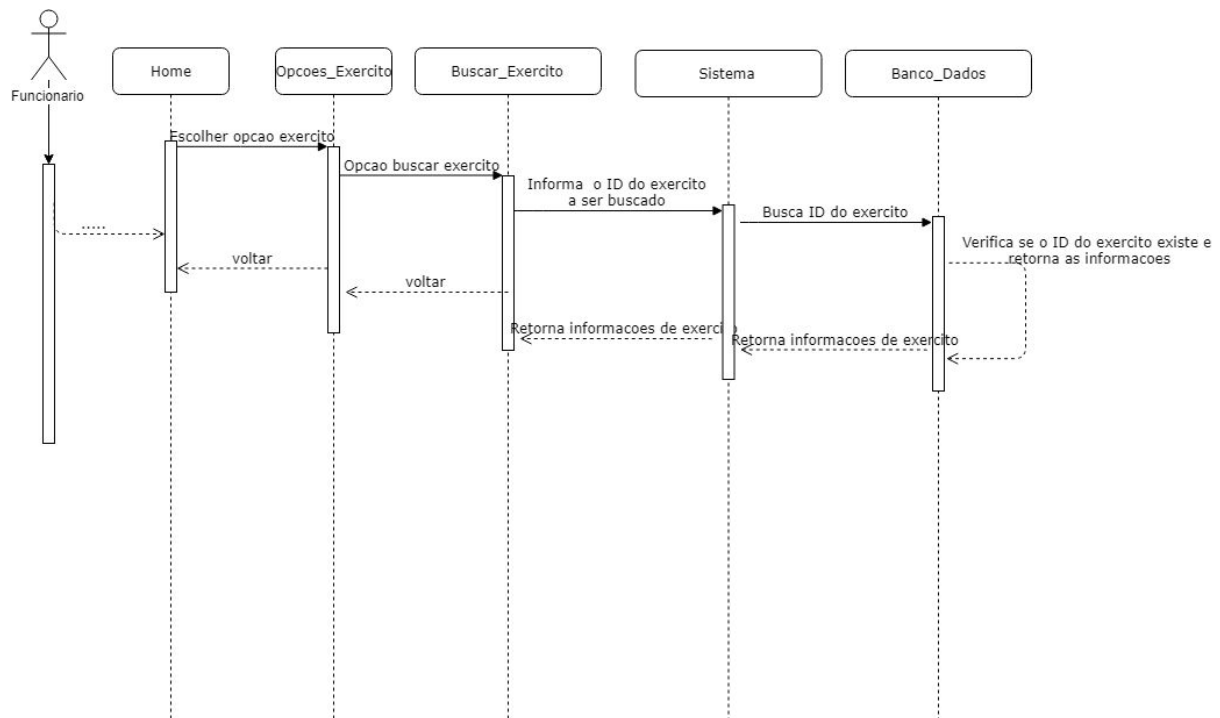 Home
Opcoes_Exercito
Buscar_Exercito
Sistema
Banco_Dados
Funcionario
Escolher opcao exercito
Opcao buscar exercito
Informa o ID do exercito
a ser buscado
Busca ID do exercito
.....
Verifica se o ID do exercito existe e
retorna as informacoes
voltar
voltar
Retorna informacoes de exercito
Retorna informacoes de exercito